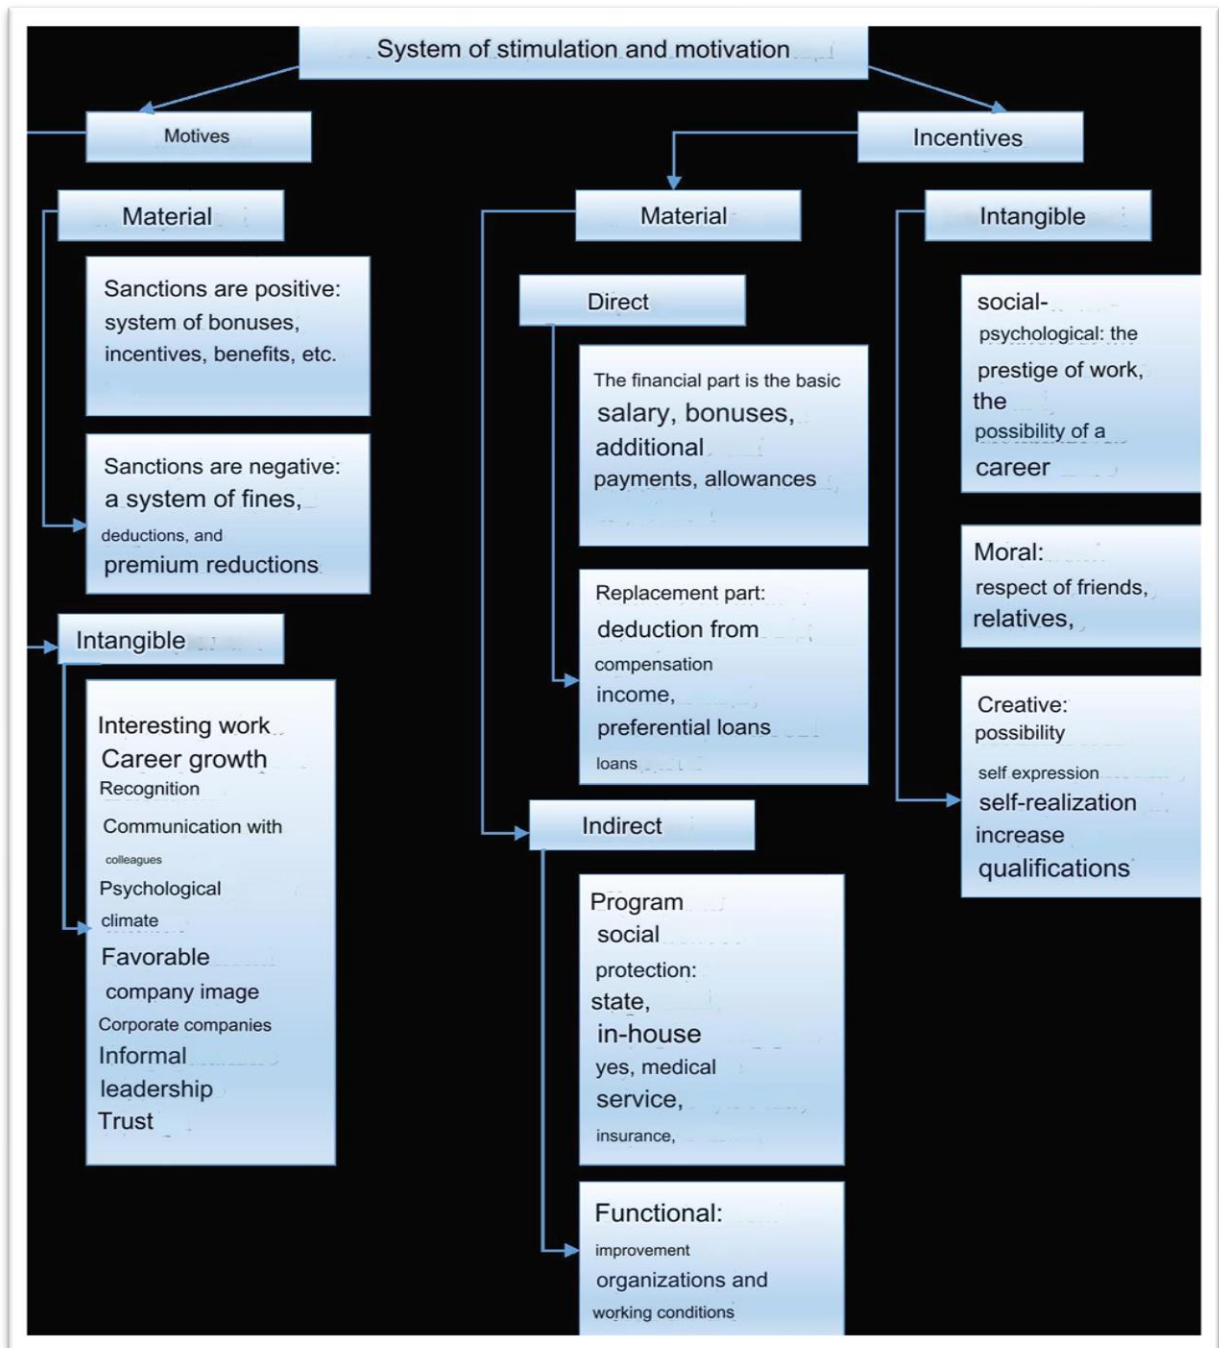 System of stimulation and motivation
Motives
Incentives
Material
Sanctions are positive:
system of bonuses,
incentives, benefits, etc.
Sanctions are negative:
a system of fines,
deductions, and
premium reductions
Intangible
Interesting work
Career growth
Recognition
Communication with
colleagues
Psychological
climate
Favorable
company image
Corporate companies
Informal
leadership
Trust
Material
Direct
The financial part is the basic
salary, bonuses,
additional
payments, allowances
Replacement part:
deduction from
compensation
income,
preferential loans
loans
Indirect
Program
social
protection:
state,
in-house
yes, medical
service,
insurance,
Functional:
improvement
organizations and
working conditions
Intangible
social-
psychological: the
prestige of work,
the
possibility of a
career
Moral:
respect of friends,
relatives,
Creative:
possibility
self expression
self-realization
increase
qualifications